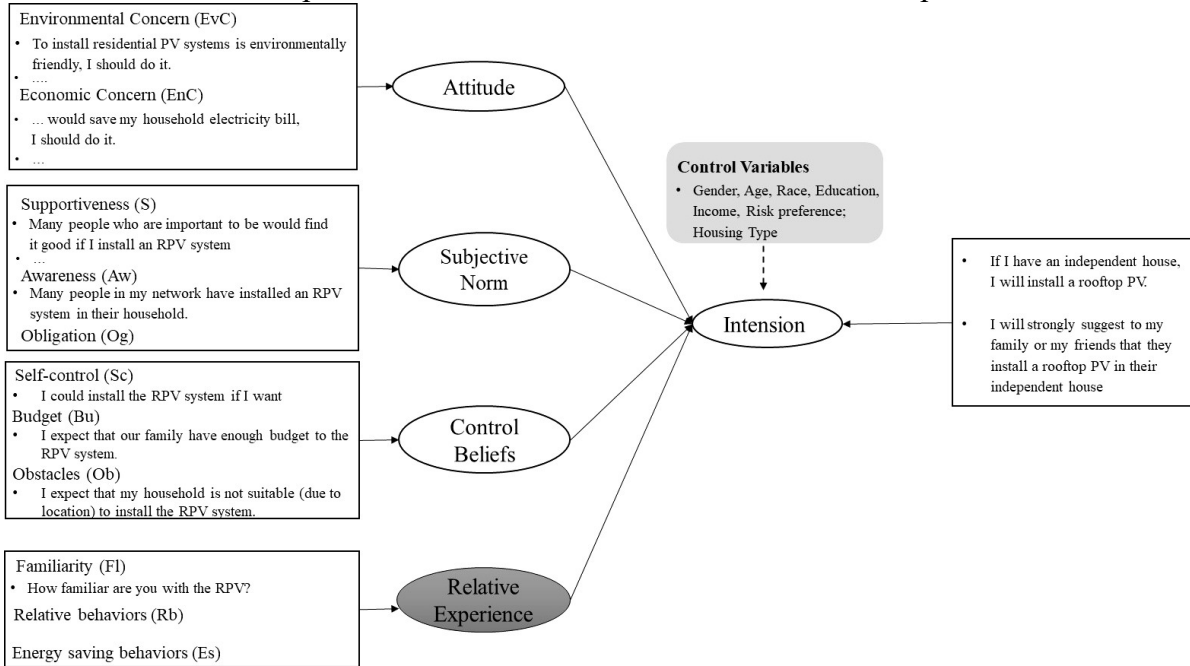 Environmental Concern (EvC)
• To install residential PV systems is environmentally
friendly, I should do it.
• ....
Economic Concern (EnC)
• ... would save my household electricity bill,
I should do it.
• ...
Attitude
Supportiveness (S)
• Many people who are important to be would find
it good if I install an RPV system
• ...
Awareness (Aw)
• Many people in my network have installed an RPV
system in their household.
Obligation (Og)
Subjective
Norm
Self-control (Sc)
• I could install the RPV system if I want
Budget (Bu)
• I expect that our family have enough budget to the
RPV system.
Obstacles (Ob)
• I expect that my household is not suitable (due to
location) to install the RPV system.
Control
Beliefs
Familiarity (Fl)
• How familiar are you with the RPV?
Relative behaviors (Rb)
Energy saving behaviors (Es)
Relative
Experience
Control Variables
• Gender, Age, Race, Education,
Income, Risk preference;
Housing Type
Intension
• If I have an independent house,
I will install a rooftop PV.
• I will strongly suggest to my
family or my friends that they
install a rooftop PV in their
independent house